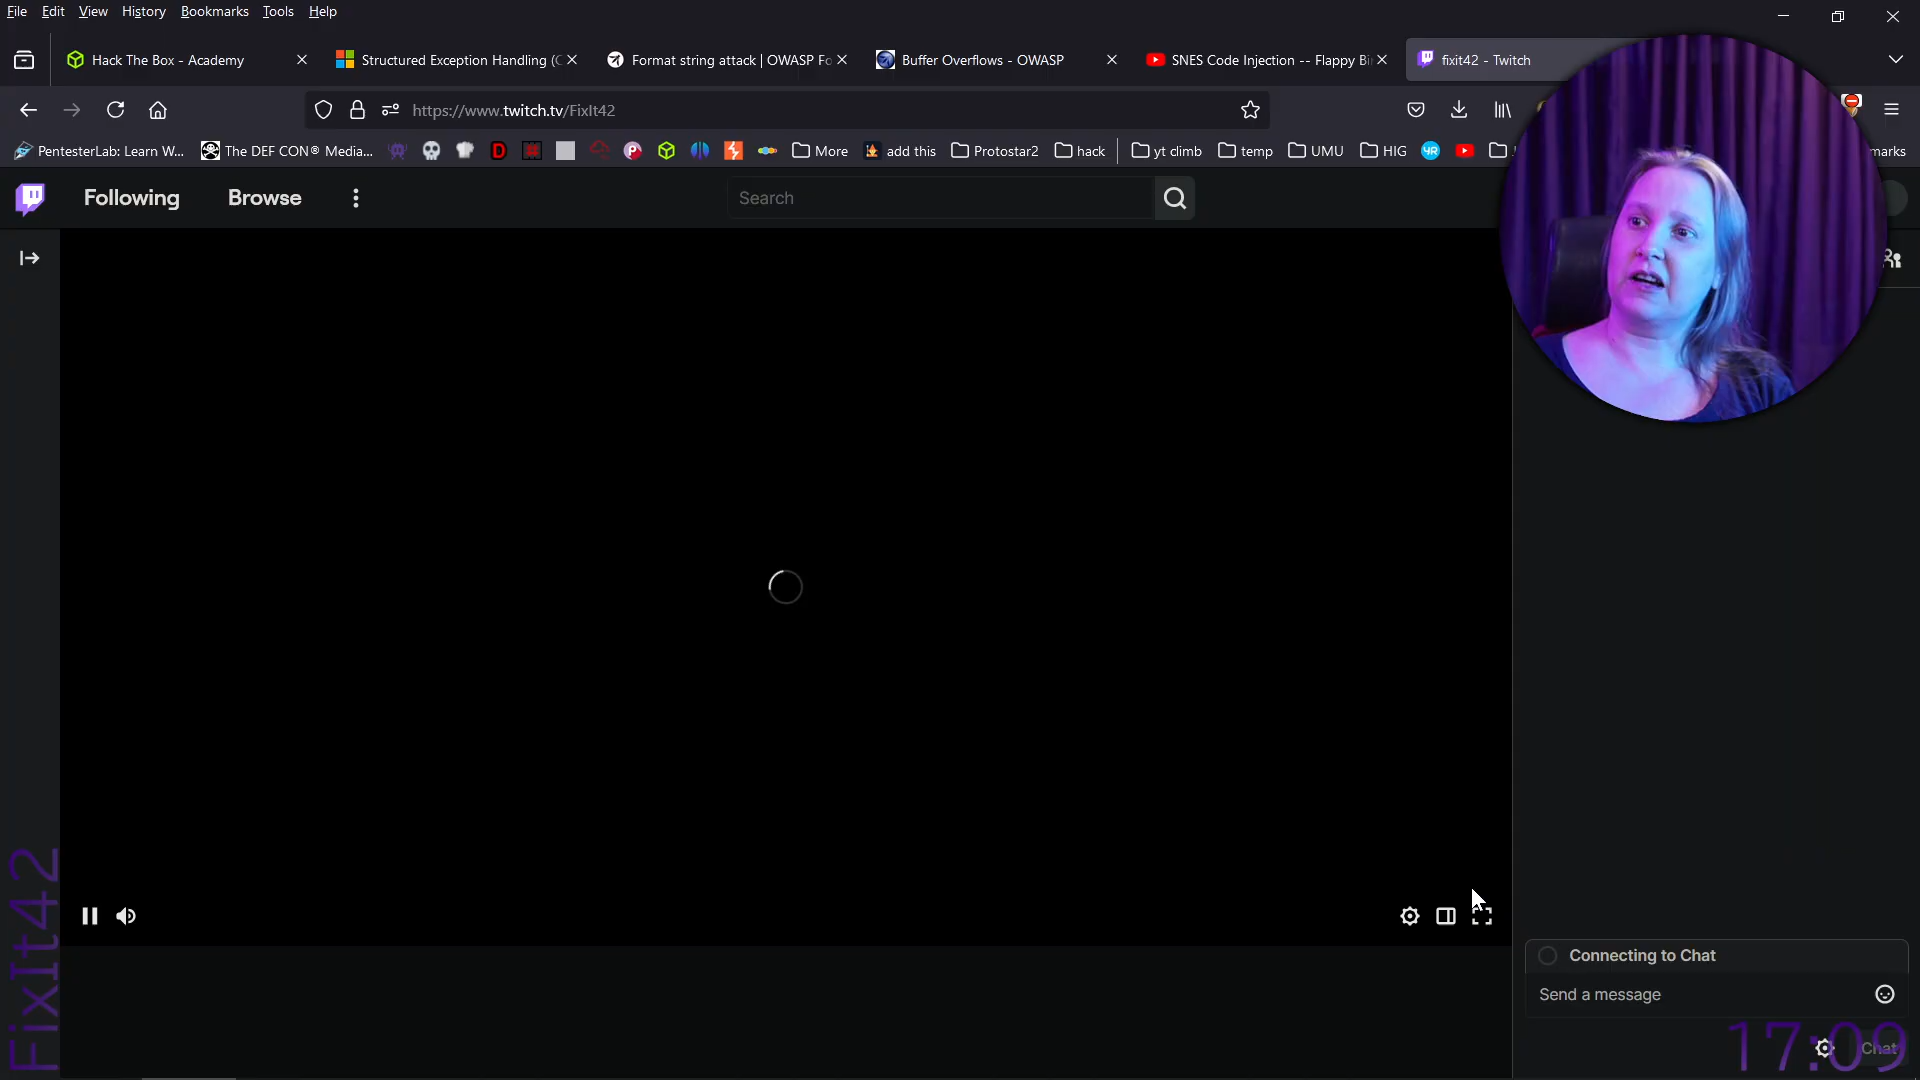 File Edit View History Bookmarks Tools Help
Hack The Box - Academy
Structured Exception Handling (C
Format string attack | OWASP Fo
Buffer Overflows - OWASP
SNES Code Injection -- Flappy Bi
fixit42 - Twitch
https://www.twitch.tv/FixIt42
PentesterLab: Learn W...
The DEF CON® Media...
More
add this
Protostar2
hack
yt climb
temp
UMU
HIG
marks
Following
Browse
Search
Connecting to Chat
Send a message
Chat
FixIt42
17:09